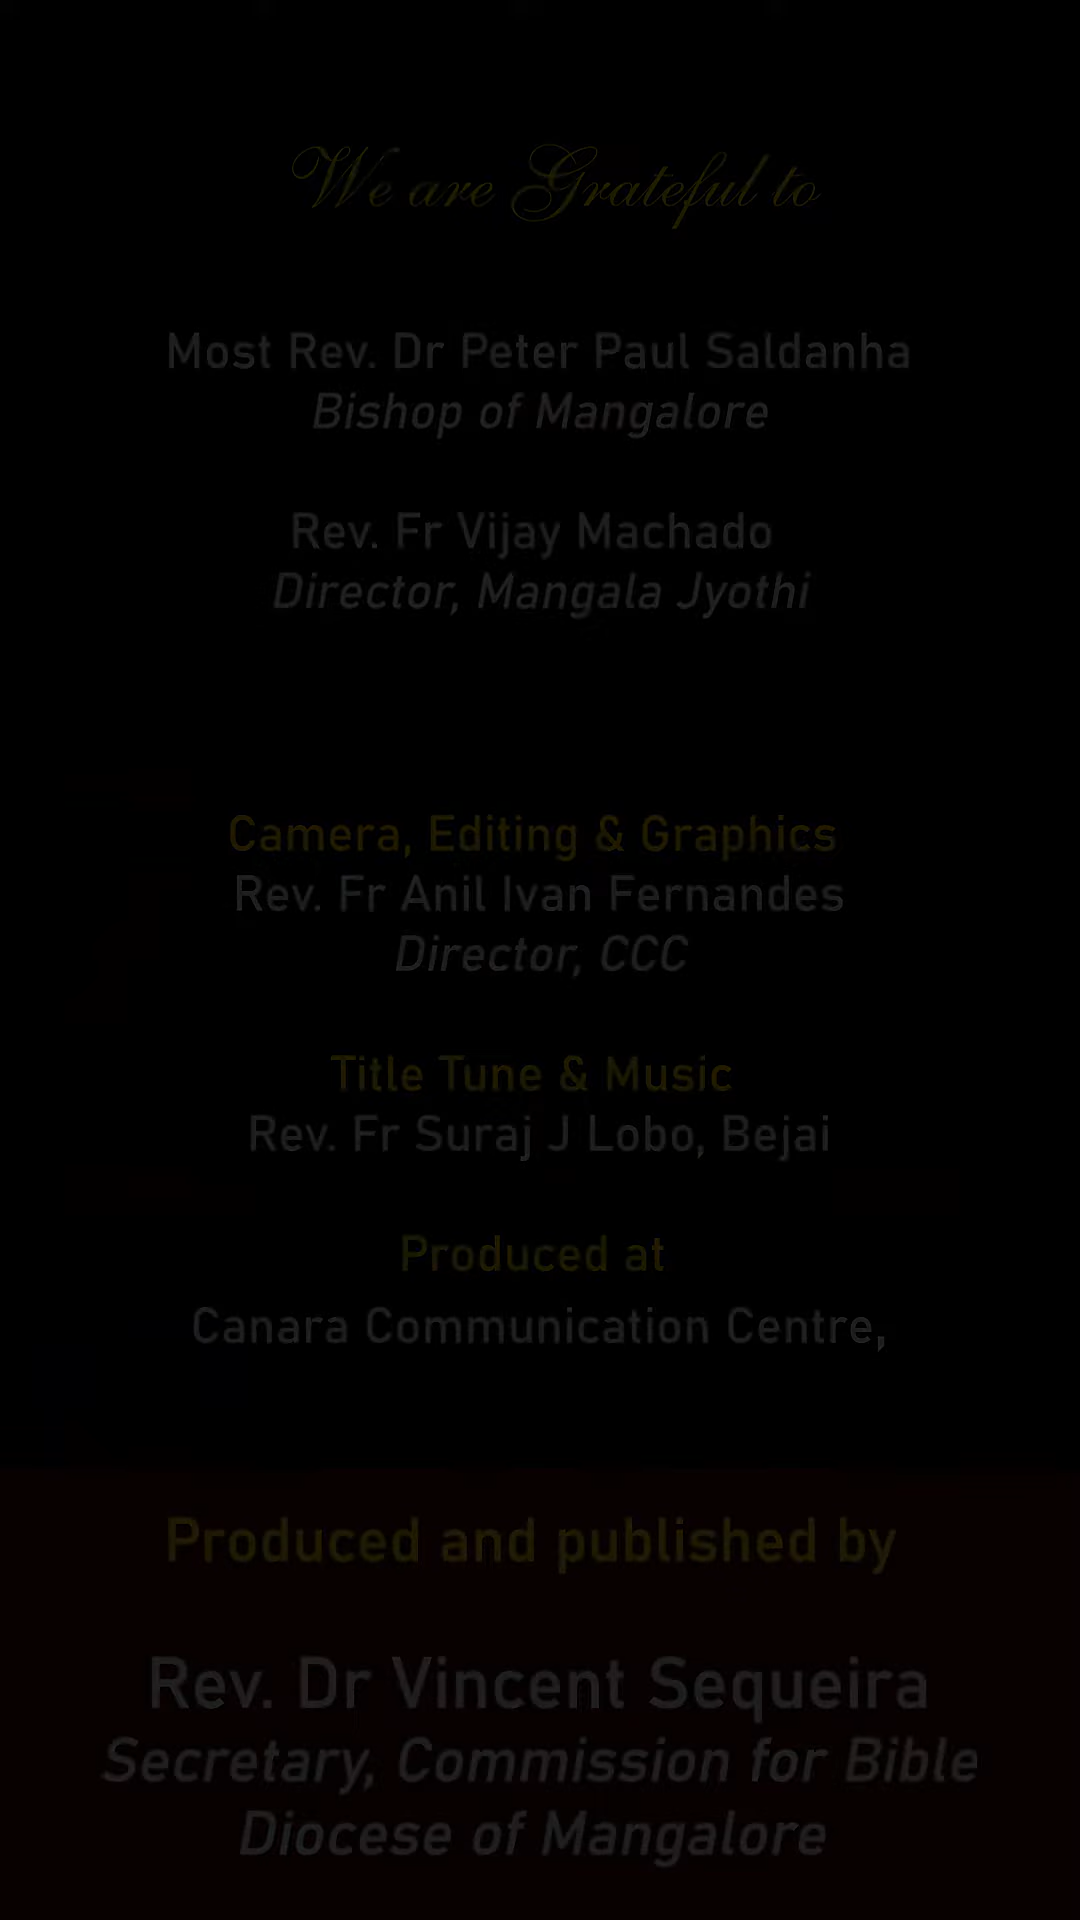 We are Grateful to
Most Rev. Dr Peter Paul Saldanha
Bishop of Mangalore
Rev. Fr Vijay Machado
Director, Mangala Jyothi
Camera, Editing & Graphics
Rev. Fr Anil Ivan Fernandes
Director, CCC
Title Tune & Music
Rev. Fr Suraj J Lobo, Bejai
Produced at
Canara Communication Centre,
Produced and published by
Rev. Dr Vincent Sequeira
Secretary, Commission for Bible
Diocese of Mangalore